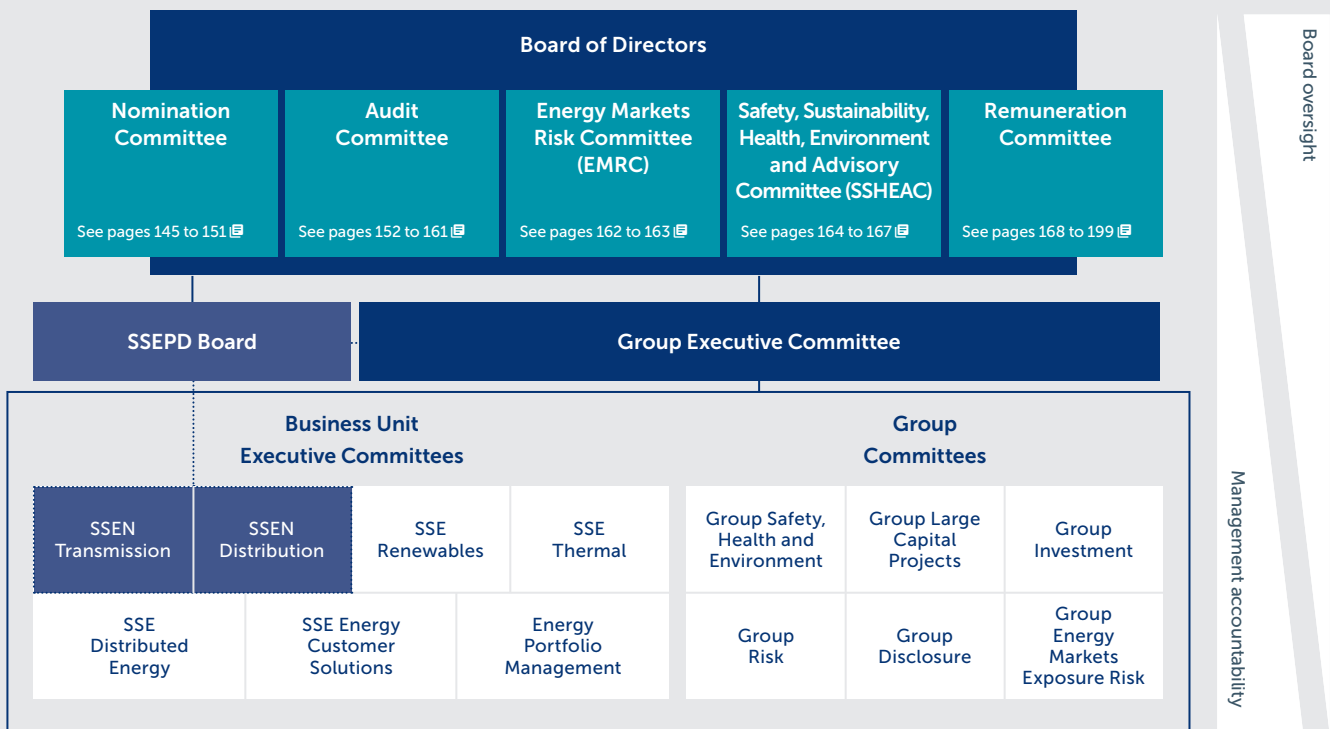 Board of Directors
Nomination
Committee
See pages 145 to 151
Audit
Committee
See pages 152 to 161
Energy Markets
Risk Committee
(EMRC)
See pages 162 to 163
Safety, Sustainability,
Health, Environment
and Advisory
Committee (SSHEAC)
See pages 164 to 167
Remuneration
Committee
See pages 168 to 199
Board oversight
SSEPD Board
Group Executive Committee
Business Unit
Executive Committees
SSEN
Transmission
SSEN
Distribution
SSE
Renewables
SSE
Thermal
SSE
Distributed
Energy
SSE Energy
Customer
Solutions
Energy
Portfolio
Management
Group
Committees
Group Safety,
Health and
Environment
Group Large
Capital
Projects
Group
Investment
Group
Risk
Group
Disclosure
Group
Energy
Markets
Exposure Risk
Management accountability